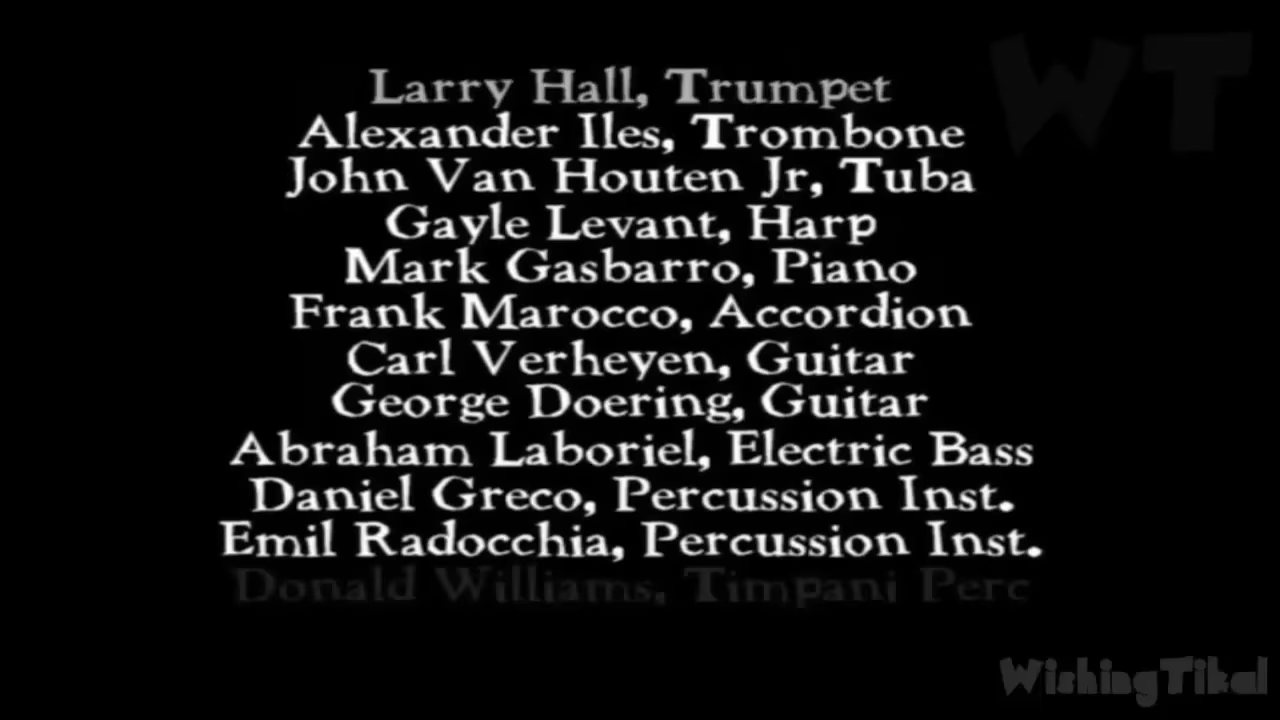 WT
Larry Hall, Trumpet
Alexander Iles, Trombone
John Van Houten Jr, Tuba
Gayle Levant, Harp
Mark Gasbarro, Piano
Frank Marocco, Accordion
Carl Verheyen, Guitar
George Doering, Guitar
Abraham Laboriel, Electric Bass
Daniel Greco, Percussion Inst.
Emil Radocchia, Percussion Inst.
Donald Williams, Timpani Perc
WishingTikal